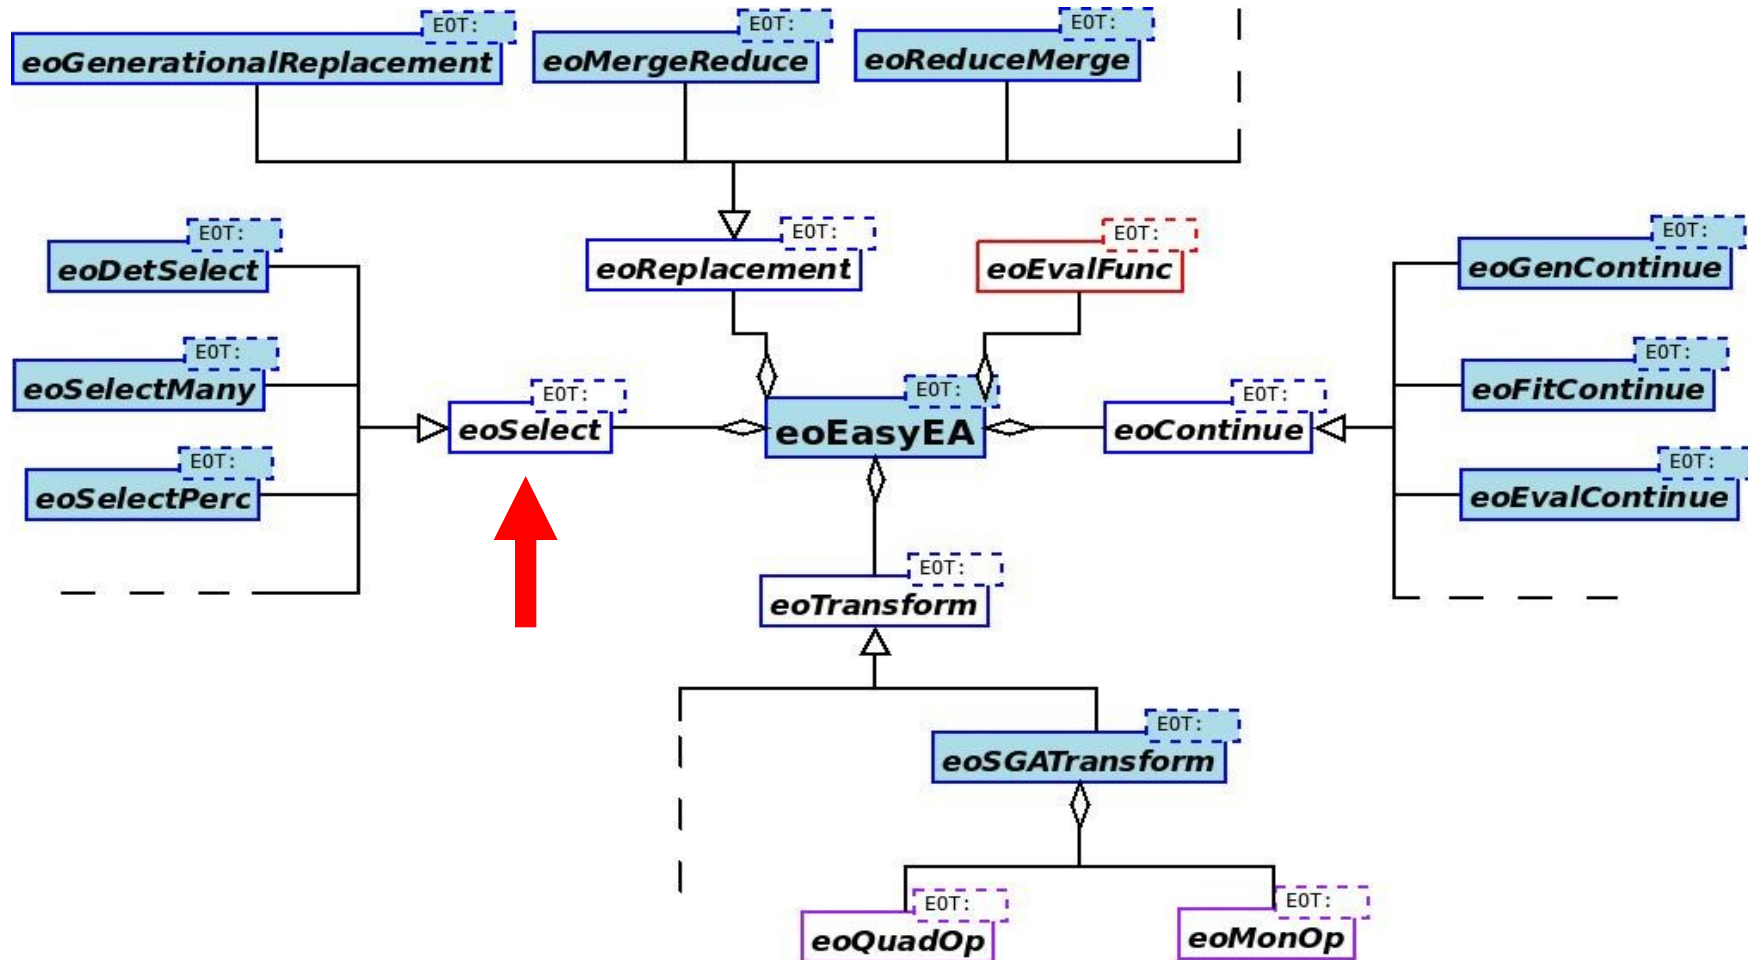 EOT:
eoGenerationalReplacement
EOT:
eoMergeReduce
EOT:
eoReduceMerge
EOT:
eoDetSelect
EOT:
eoSelectMany
EOT:
eoSelectPerc
EOT:
eoSelect
EOT:
eoReplacement
EOT:
eoEvalFunc
EOT:
eoEasyEA
EOT:
eoContinue
EOT:
eoGenContinue
EOT:
eoFitContinue
EOT:
eoEvalContinue
EOT:
eoTransform
EOT:
eoSGATransform
EOT:
eoQuadOp
EOT:
eoMonOp